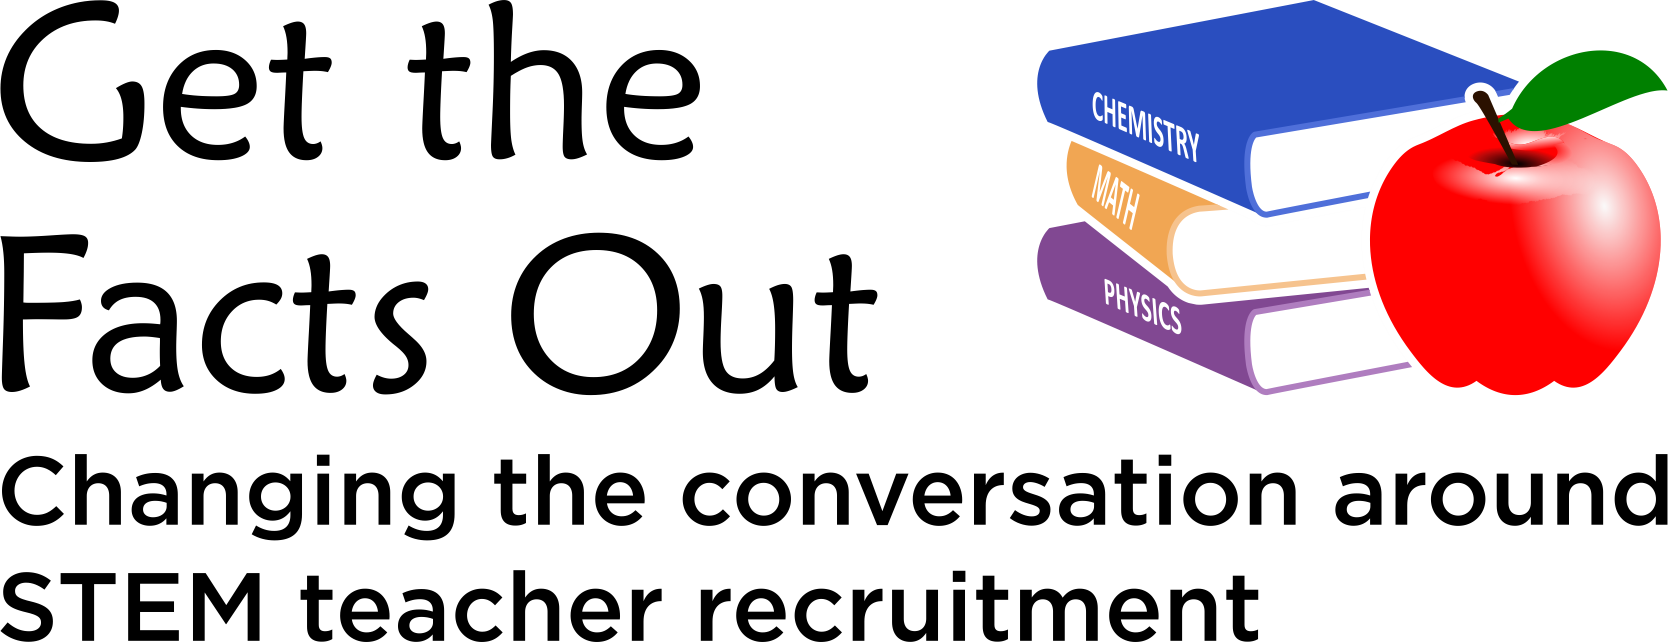 Get the
Facts Out
CHEMISTRY
MATH
PHYSICS
Changing the conversation around
STEM teacher recruitment